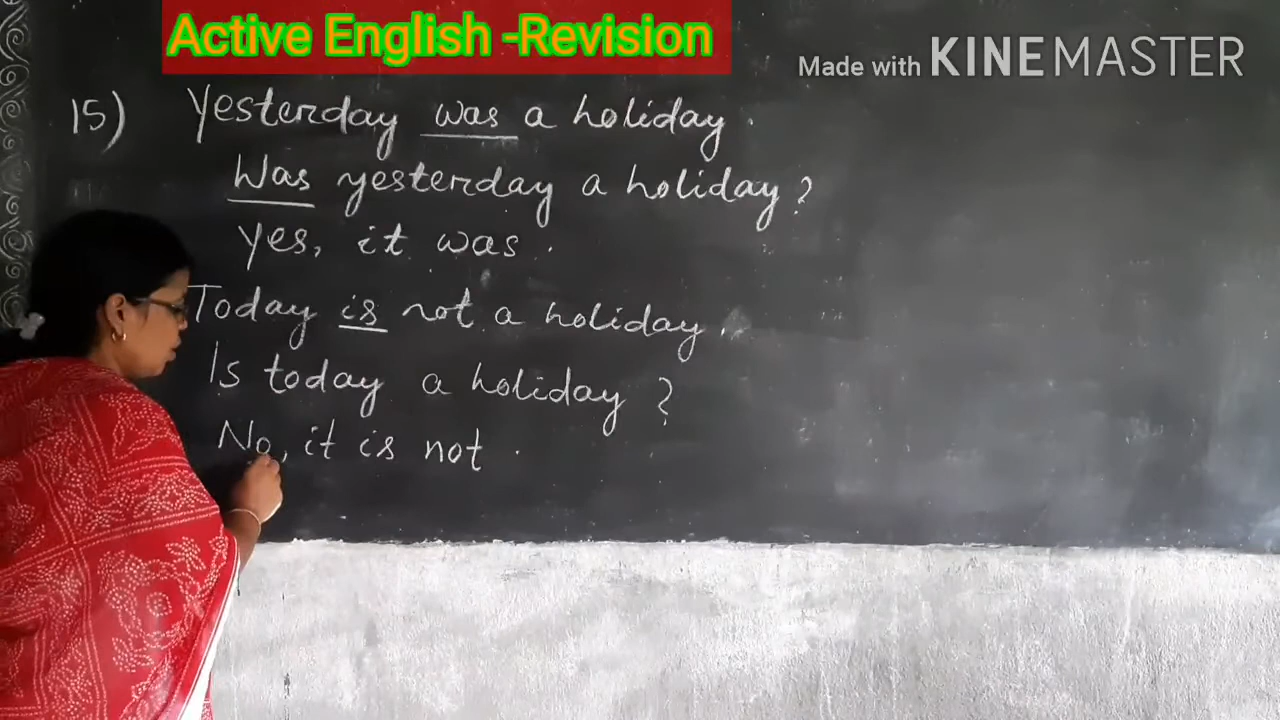 Active English -Revision
Made with KINEMASTER
15) Yesterday was a holiday.
Was yesterday a holiday?
Yes, it was.
Today is not a holiday.
Is today a holiday?
No, it is not.